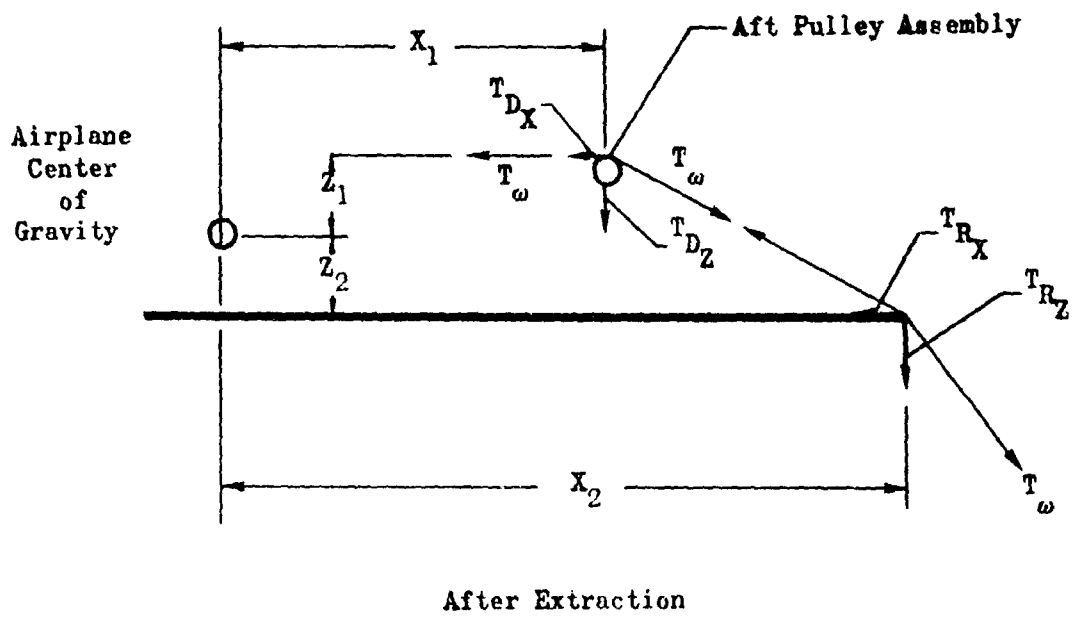 Aft Pulley Assembly
X1
TDX
Airplane
Center
of
Gravity
Z1
Tω
Tω
TDZ
Z2
TRX
TRZ
X2
Tω
After Extraction